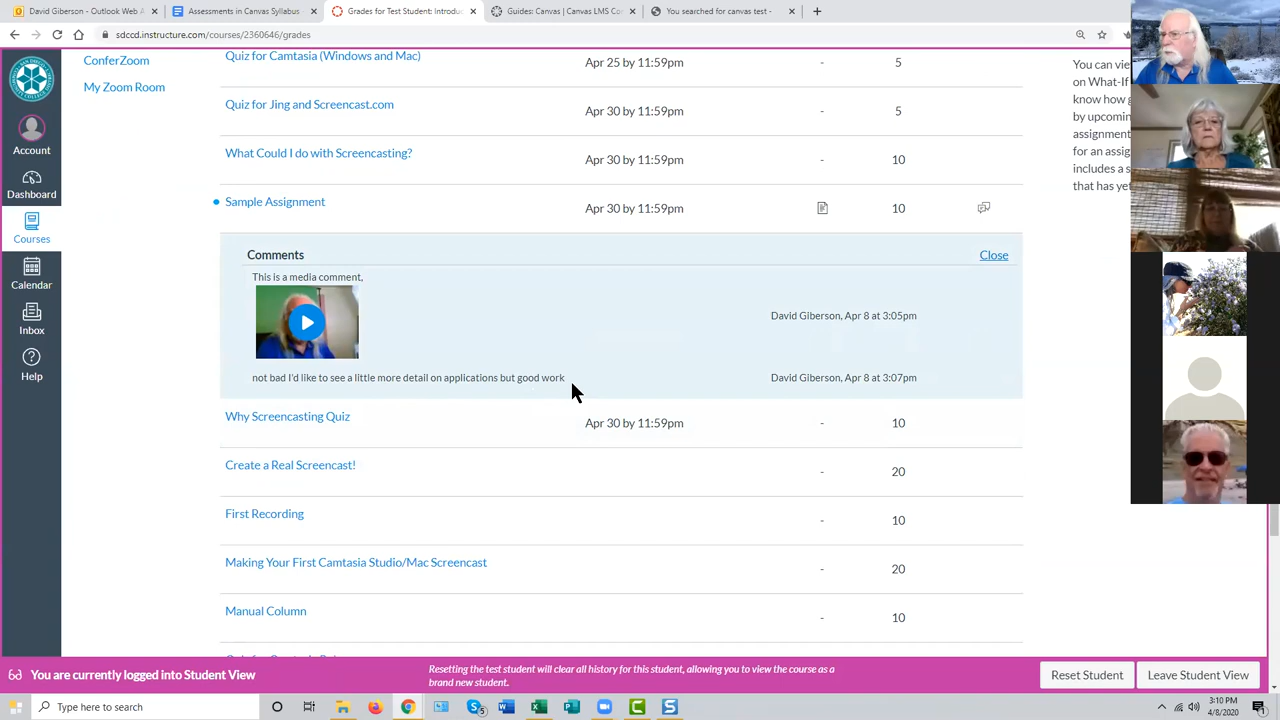 David Giberson - Outlook Web A
Assessments in Canvas Syllabus
Grades for Test Student: Introduc
Guides: Canvas | Canvas LMS Co
You searched for canvas test -
sdccd.instructure.com/courses/2360646/grades
ConferZoom
My Zoom Room
Account
Dashboard
Courses
Calendar
Inbox
Help
Quiz for Camtasia (Windows and Mac) Apr 25 by 11:59pm - 5
Quiz for Jing and Screencast.com Apr 30 by 11:59pm - 5
What Could I do with Screencasting? Apr 30 by 11:59pm - 10
Sample Assignment Apr 30 by 11:59pm 10
Comments Close
This is a media comment,
David Giberson, Apr 8 at 3:05pm
not bad I'd like to see a little more detail on applications but good work David Giberson, Apr 8 at 3:07pm
Why Screencasting Quiz Apr 30 by 11:59pm - 10
Create a Real Screencast! - 20
First Recording - 10
Making Your First Camtasia Studio/Mac Screencast - 20
Manual Column - 10
You can vie
on What-If
know how g
by upcomin
assignment
for an assig
includes a s
that has yet
You are currently logged into Student View
Resetting the test student will clear all history for this student, allowing you to view the course as a
brand new student.
Reset Student
Leave Student View
Type here to search
3:10 PM
4/8/2020